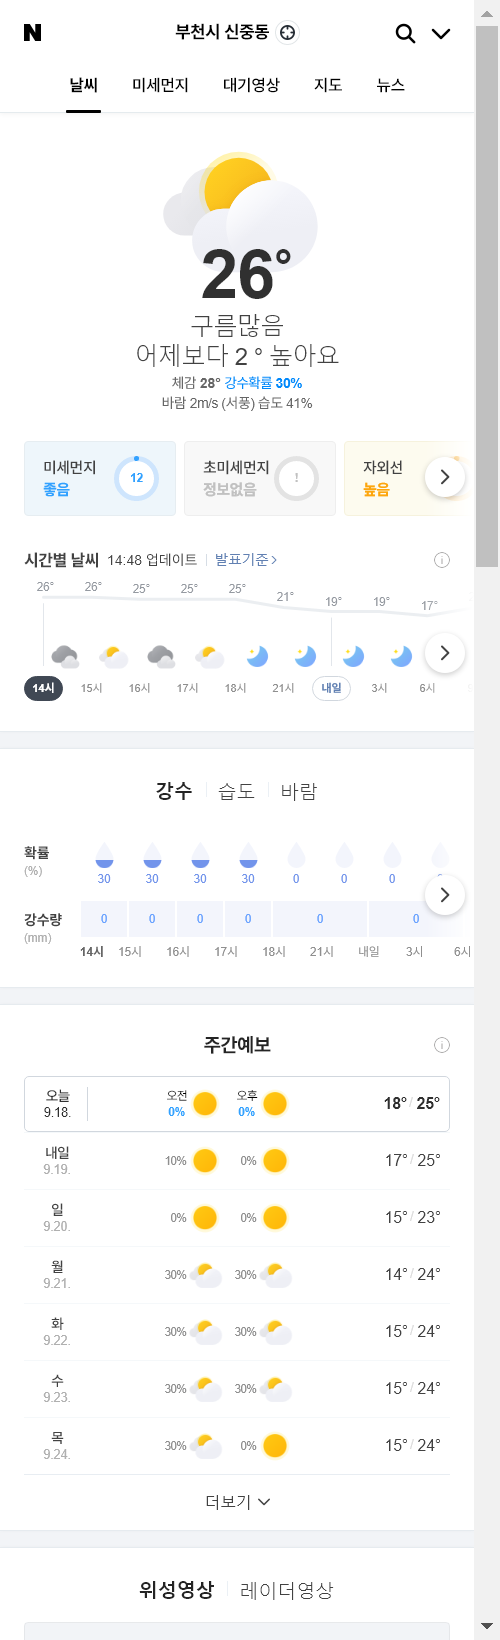 N 부천시 신중동
날씨 미세먼지 대기영상 지도 뉴스
26°
구름많음
어제보다 2 ° 높아요
체감 28° 강수확률 30%
바람 2m/s (서풍) 습도 41%
미세먼지 좋음 12
초미세먼지 정보없음
자외선 높음
시간별 날씨 14:48 업데이트 발표기준
26° 26° 25° 25° 25° 21° 19° 19° 17°
14시 15시 16시 17시 18시 21시 내일 3시 6시
강수 습도 바람
확률 (%)
30 30 30 30 0 0 0
강수량 (mm)
0 0 0 0 0 0
14시 15시 16시 17시 18시 21시 내일 3시 6시
주간예보
오늘 9.18. 오전 0% 오후 0% 18° / 25°
내일 9.19. 10% 0% 17° / 25°
일 9.20. 0% 0% 15° / 23°
월 9.21. 30% 30% 14° / 24°
화 9.22. 30% 30% 15° / 24°
수 9.23. 30% 30% 15° / 24°
목 9.24. 30% 0% 15° / 24°
더보기
위성영상 레이더영상